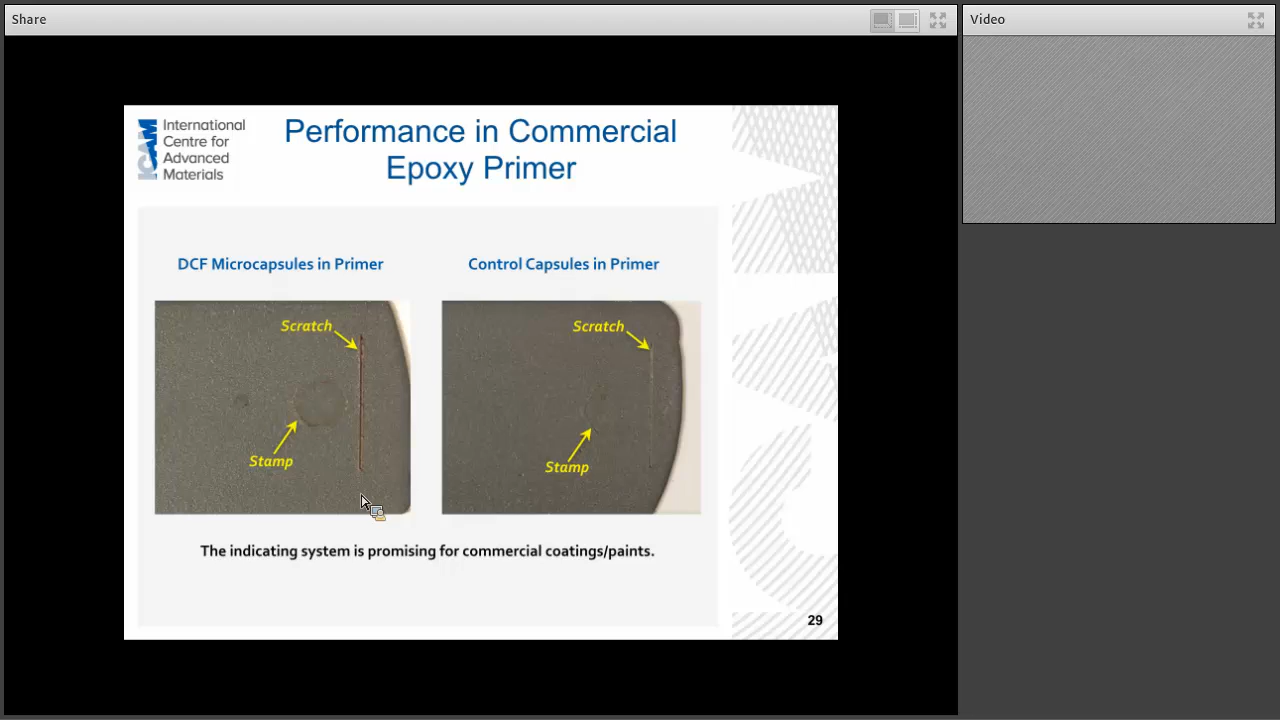 Share
Video
International
Centre for
Advanced
Materials
ICAM
Performance in Commercial
Epoxy Primer
DCF Microcapsules in Primer
Control Capsules in Primer
Scratch
Stamp
Scratch
Stamp
The indicating system is promising for commercial coatings/paints.
29